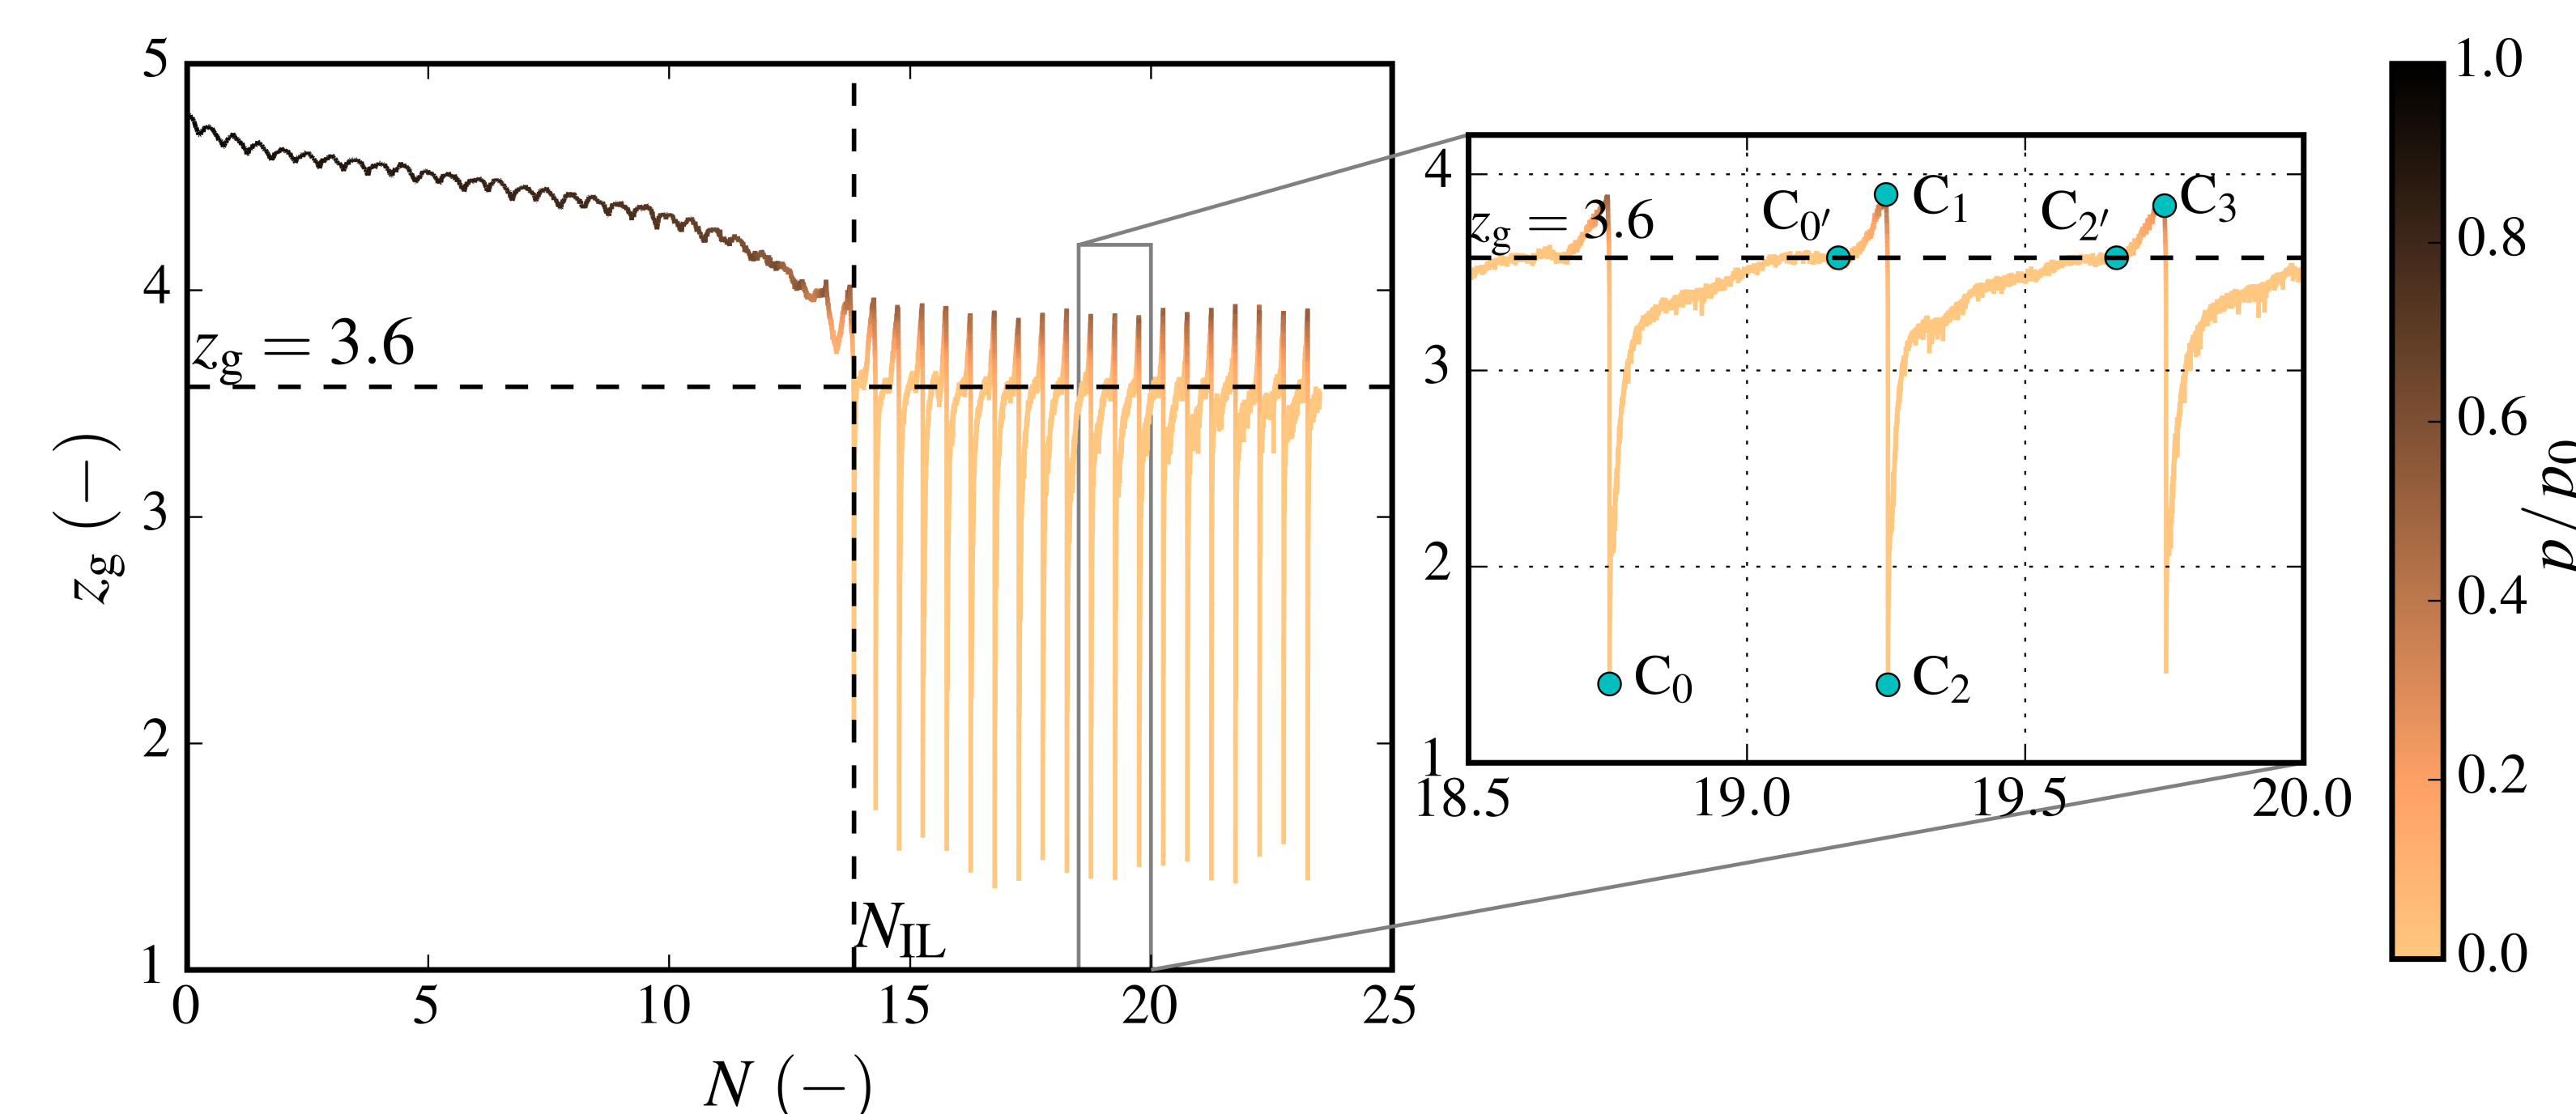 5
4
3
2
1
z_g (−)
z_g = 3.6
N_IL
0 5 10 15 20 25
N (−)
4
3
2
1
z_g = 3.6
C_0′ C_1 C_2′ C_3
C_0 C_2
18.5 19.0 19.5 20.0
1.0
0.8
0.6
0.4
0.2
0.0
p / p_0